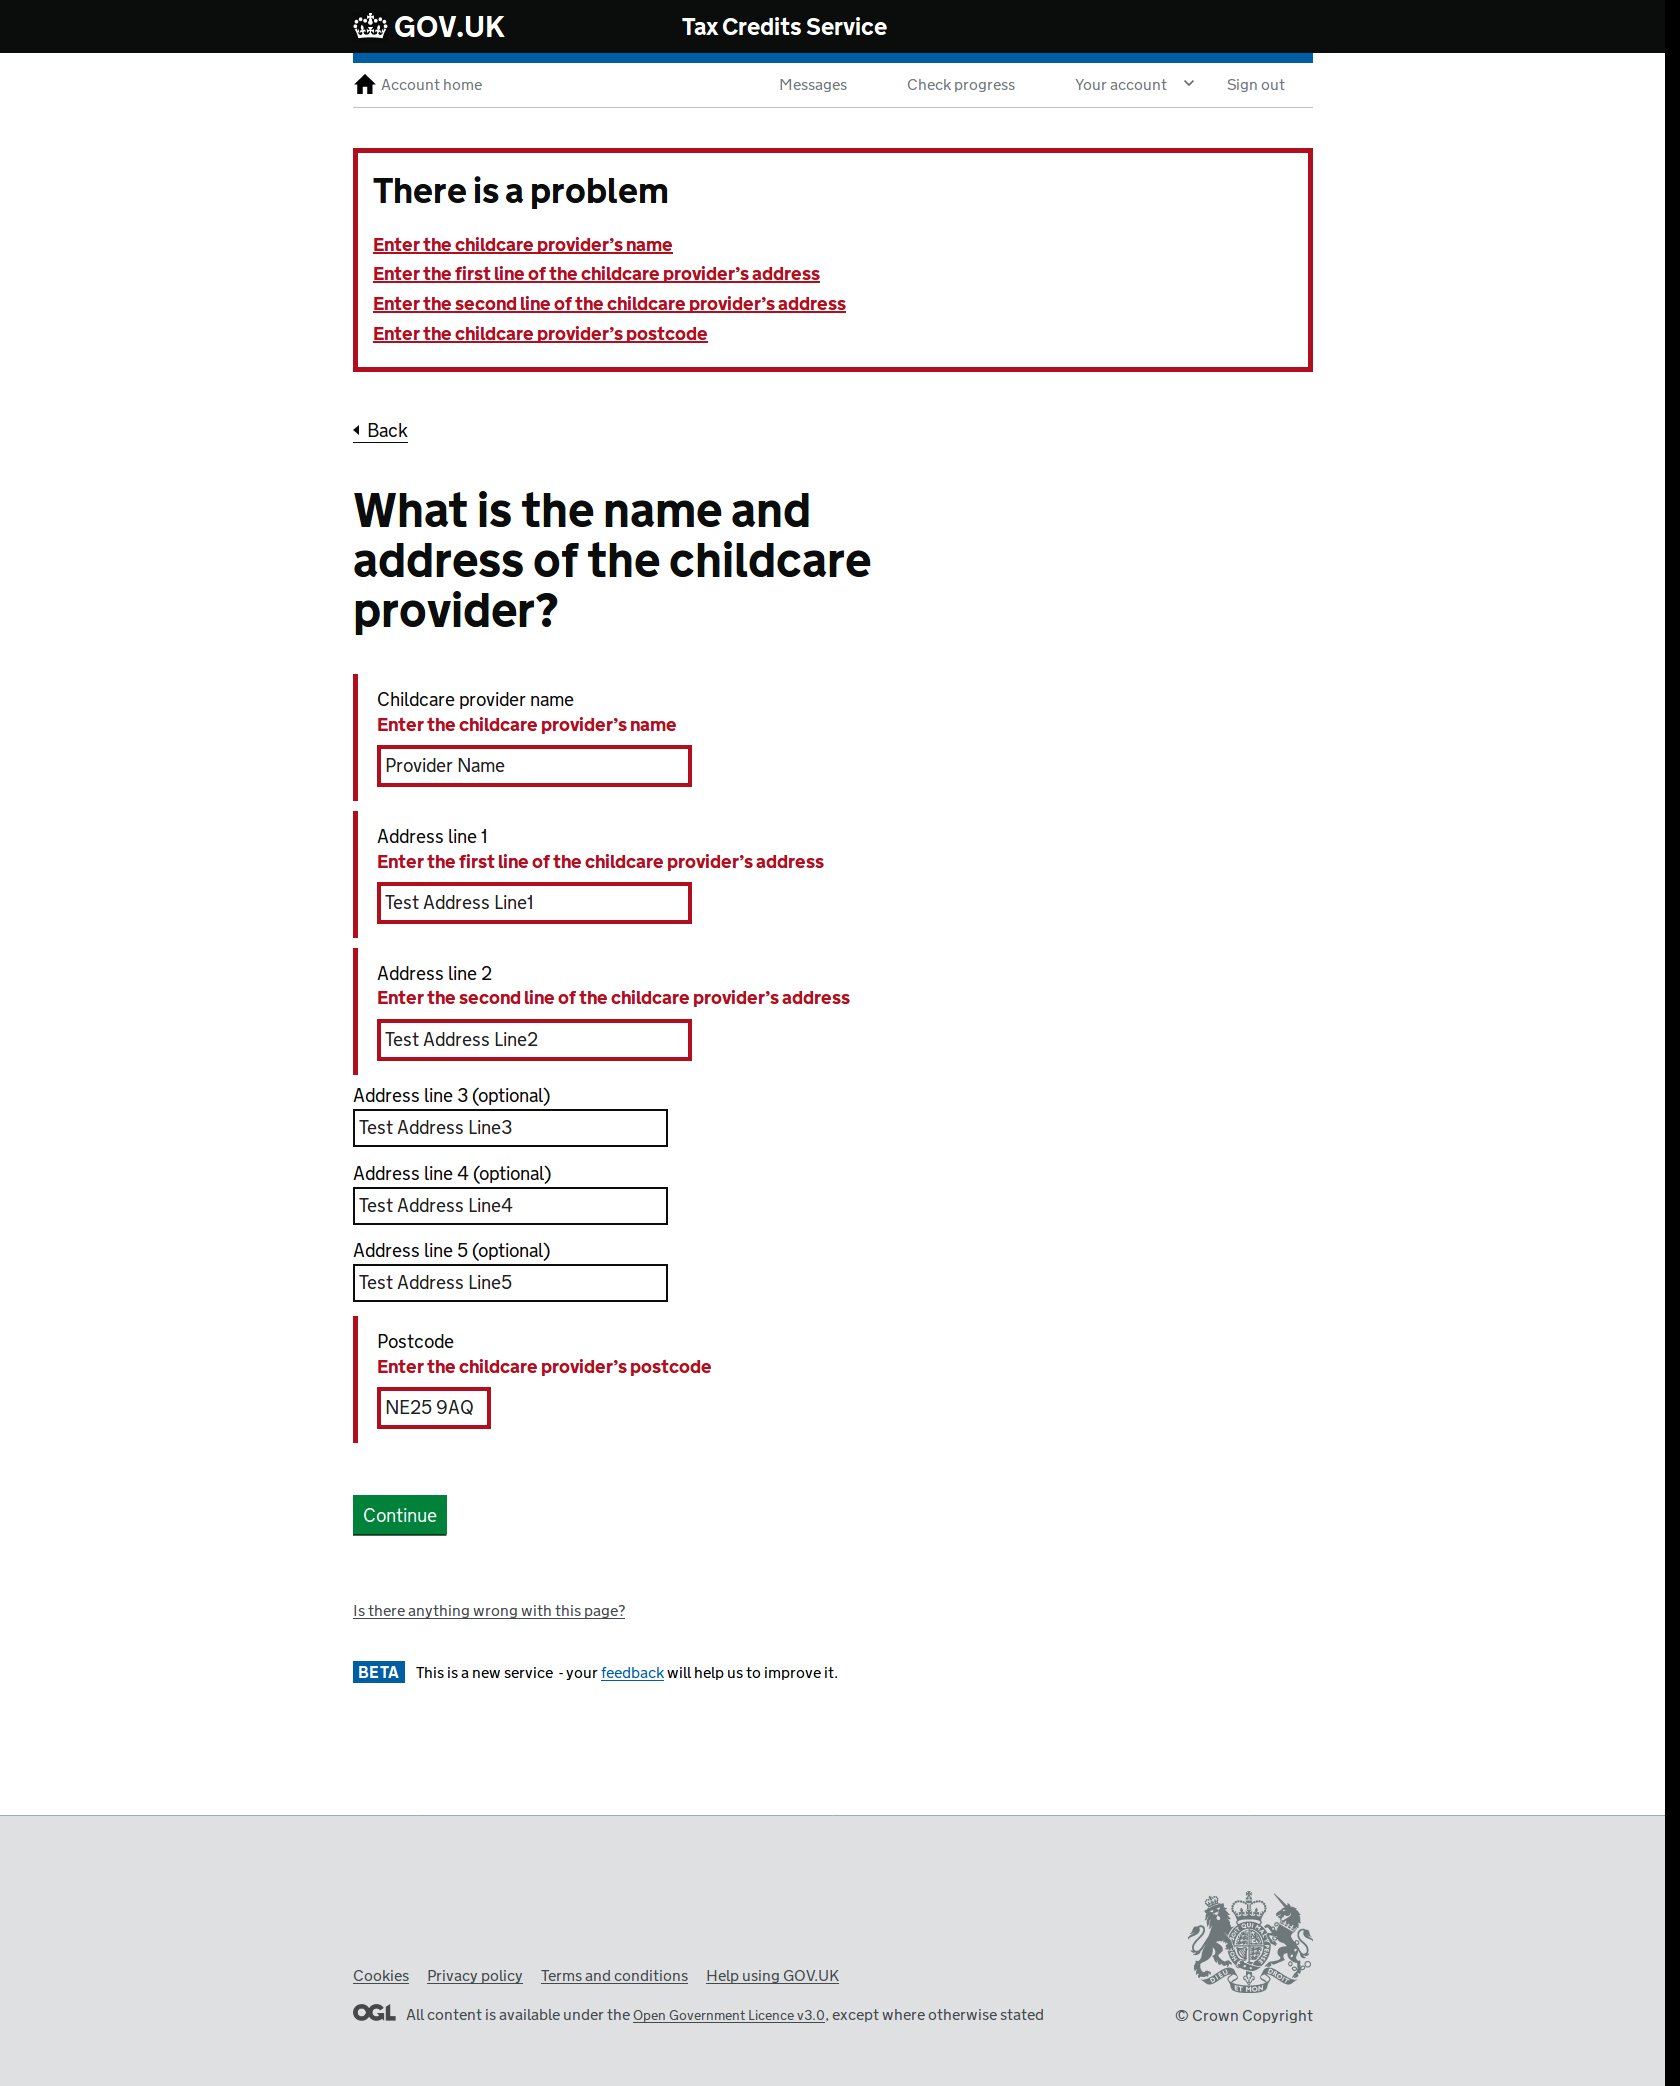 GOV.UK
Tax Credits Service
Account home
Messages
Check progress
Your account
Sign out
There is a problem
Enter the childcare provider’s name
Enter the first line of the childcare provider’s address
Enter the second line of the childcare provider’s address
Enter the childcare provider’s postcode
Back
What is the name and
address of the childcare
provider?
Childcare provider name
Enter the childcare provider’s name
Provider Name
Address line 1
Enter the first line of the childcare provider’s address
Test Address Line1
Address line 2
Enter the second line of the childcare provider’s address
Test Address Line2
Address line 3 (optional)
Test Address Line3
Address line 4 (optional)
Test Address Line4
Address line 5 (optional)
Test Address Line5
Postcode
Enter the childcare provider’s postcode
NE25 9AQ
Continue
Is there anything wrong with this page?
BETA This is a new service - your feedback will help us to improve it.
Cookies Privacy policy Terms and conditions Help using GOV.UK
OGL All content is available under the Open Government Licence v3.0, except where otherwise stated
© Crown Copyright